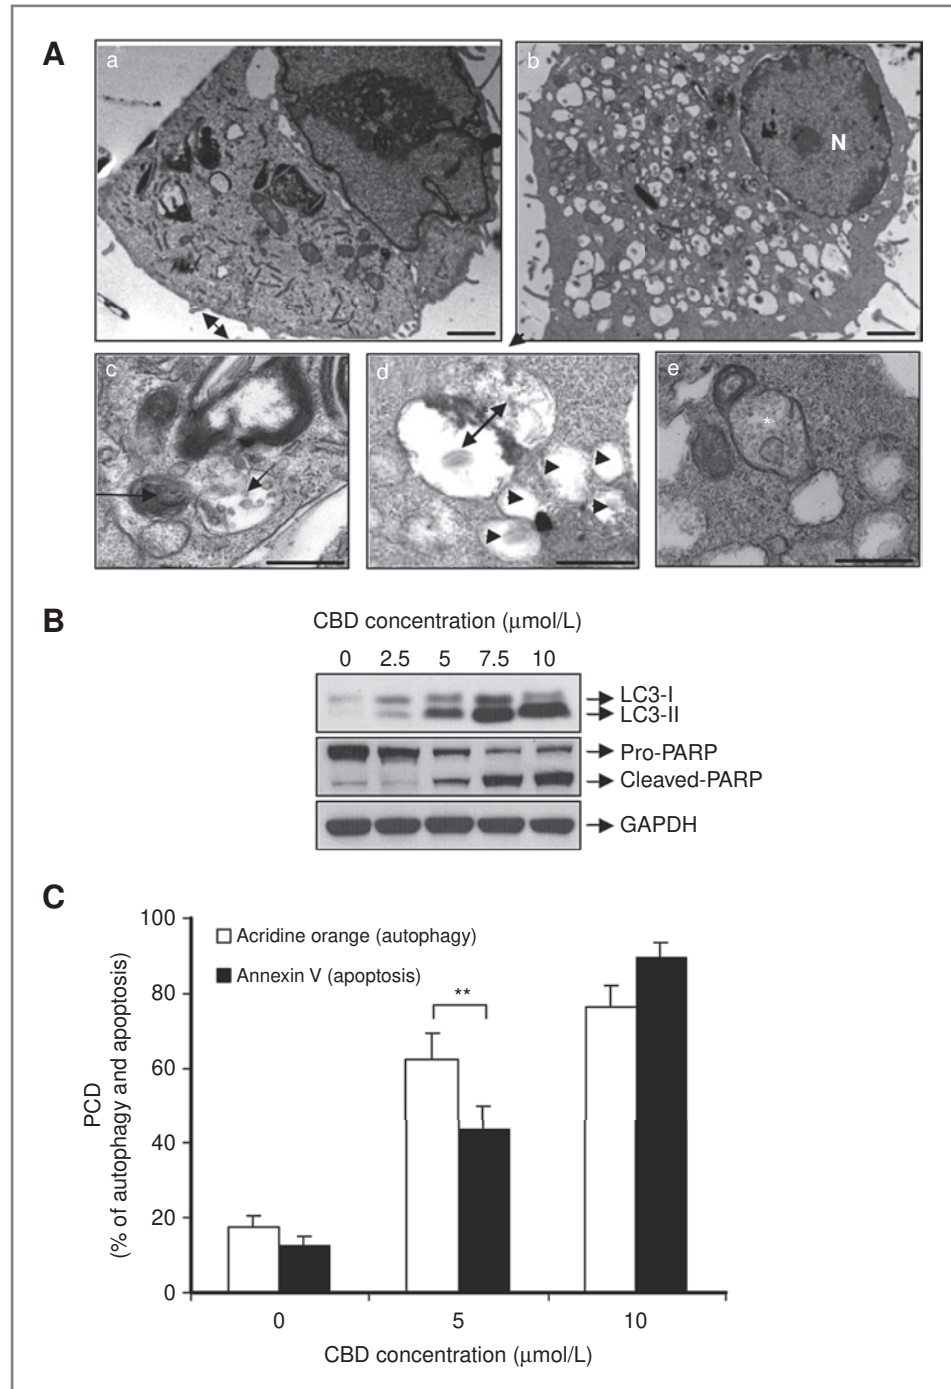 A
a
b
N
c
d
e
*
B
CBD concentration (μmol/L)
0 2.5 5 7.5 10
LC3-I
LC3-II
Pro-PARP
Cleaved-PARP
GAPDH
C
100
80
60
40
20
0
PCD
(% of autophagy and apoptosis)
Acridine orange (autophagy)
Annexin V (apoptosis)
**
0 5 10
CBD concentration (μmol/L)